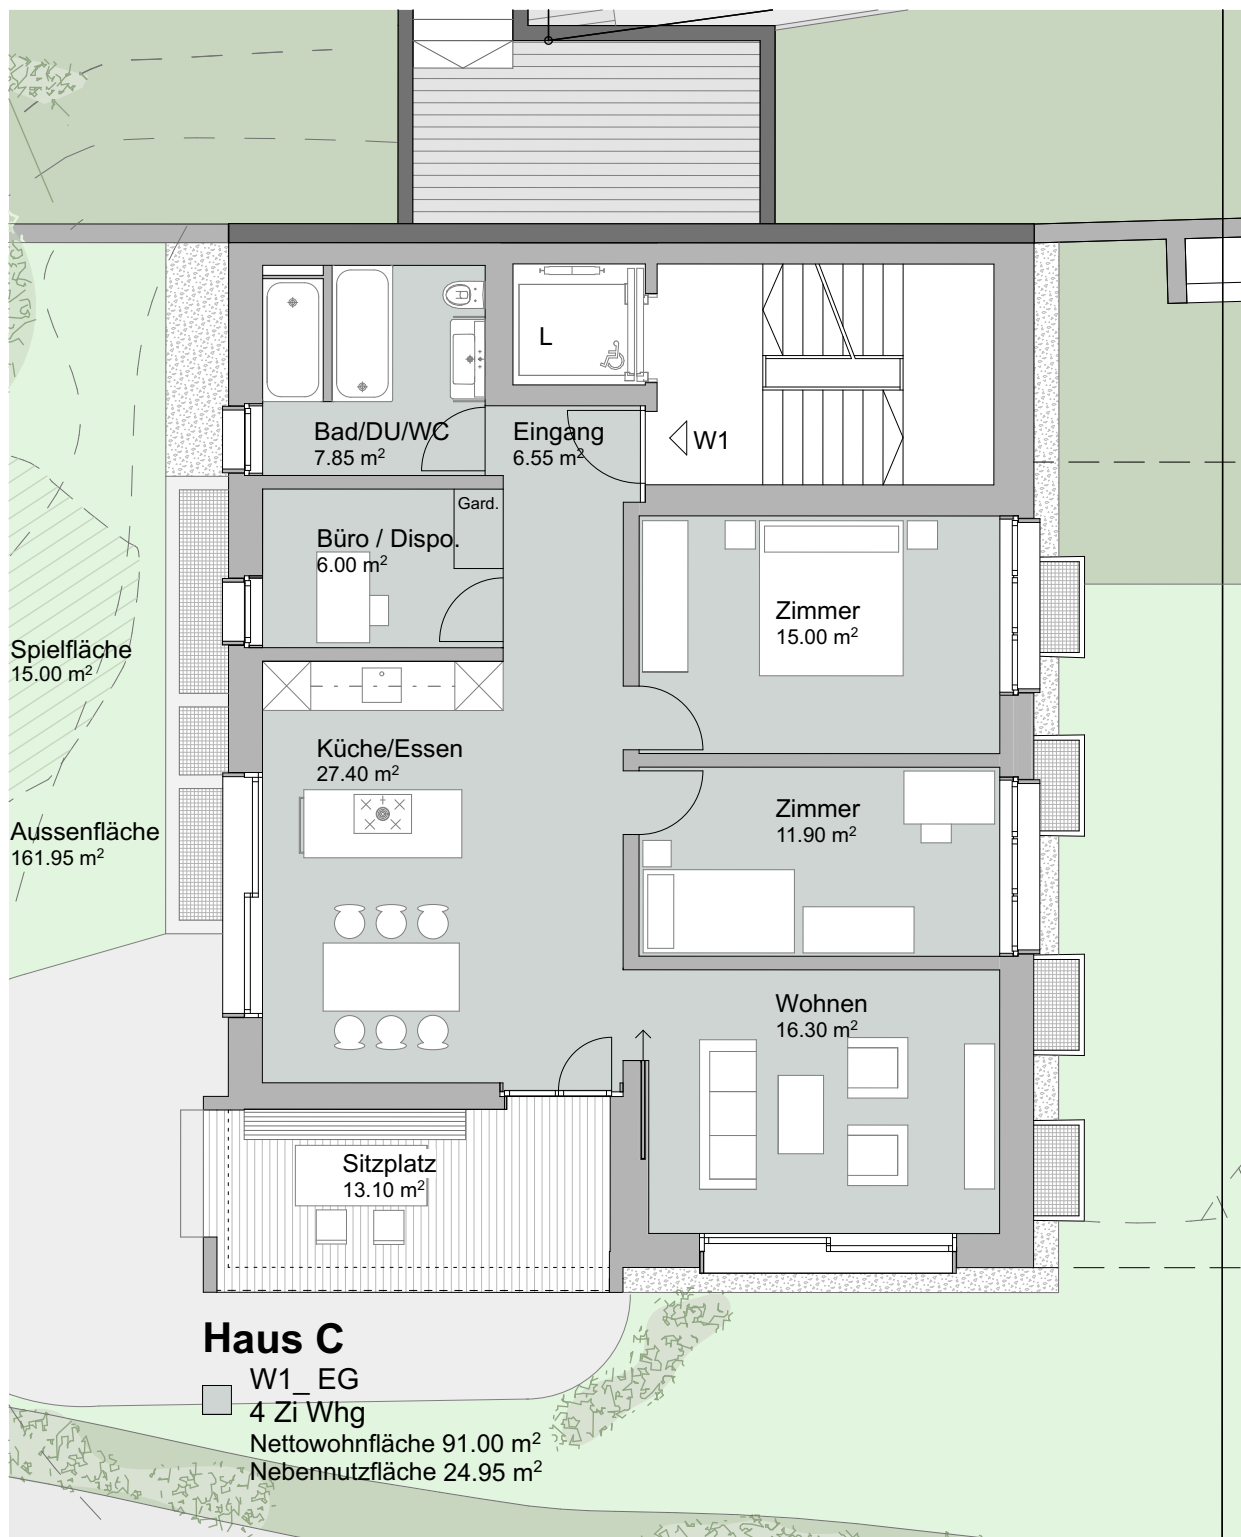 L
Bad/DU/WC
7.85 m²
Eingang
6.55 m²
W1
Gard.
Büro / Dispo.
6.00 m²
Zimmer
15.00 m²
Spielfläche
15.00 m²
Küche/Essen
27.40 m²
Zimmer
11.90 m²
Aussenfläche
161.95 m²
Wohnen
16.30 m²
Sitzplatz
13.10 m²
Haus C
W1_ EG
4 Zi Whg
Nettowohnfläche 91.00 m²
Nebennutzfläche 24.95 m²